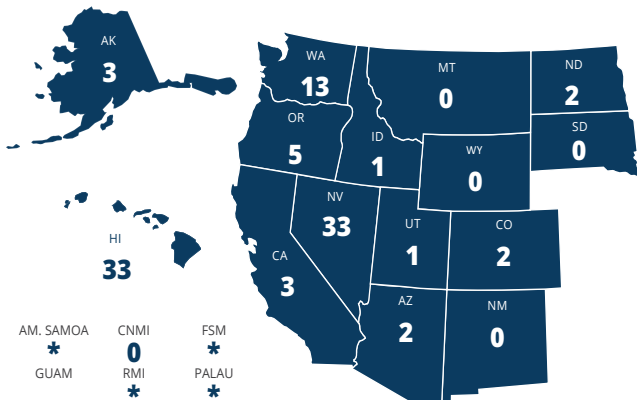 AK
3
WA
13
MT
0
ND
2
OR
5
ID
1
WY
0
SD
0
NV
33
UT
1
CO
2
HI
33
CA
3
AZ
2
NM
0
AM. SAMOA CNMI FSM
* 0 *
GUAM RMI PALAU
* *